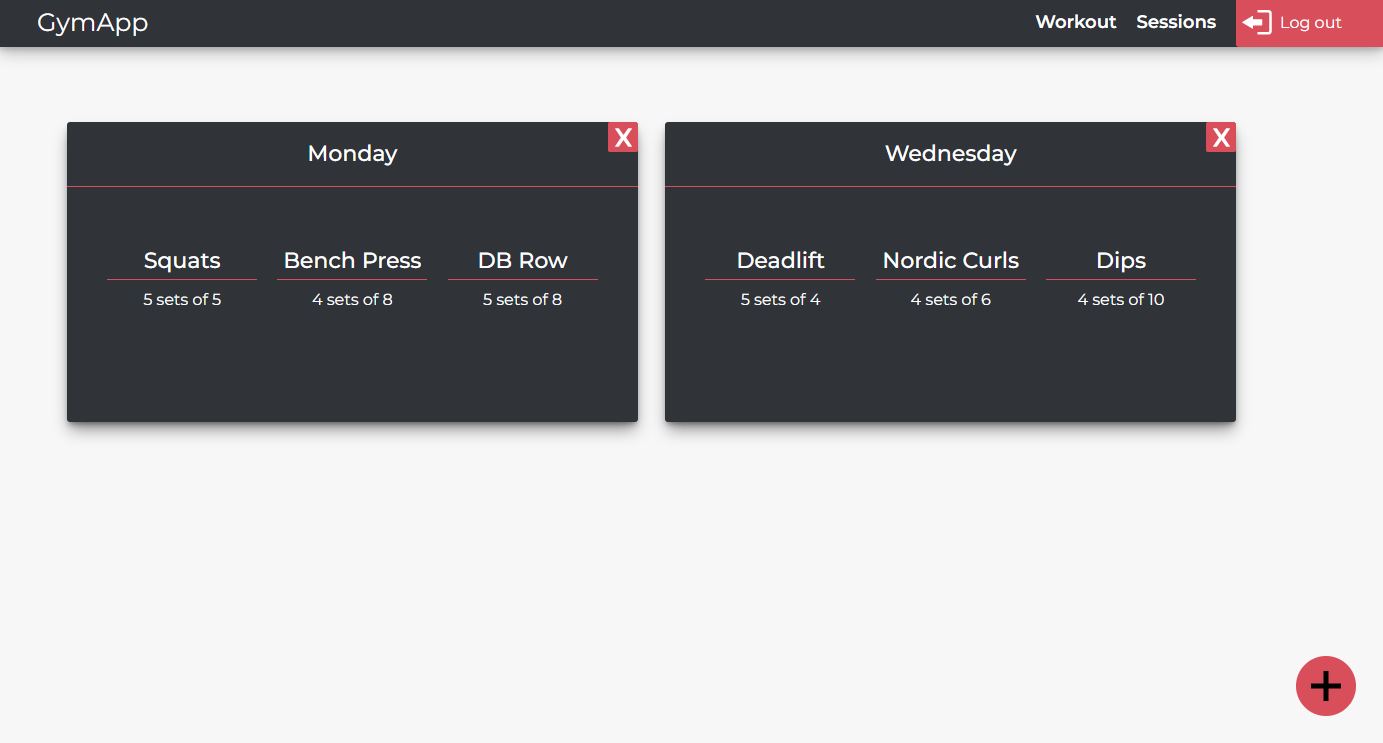 GymApp
Workout Sessions Log out
Monday X
Squats Bench Press DB Row
5 sets of 5 4 sets of 8 5 sets of 8
Wednesday X
Deadlift Nordic Curls Dips
5 sets of 4 4 sets of 6 4 sets of 10
+